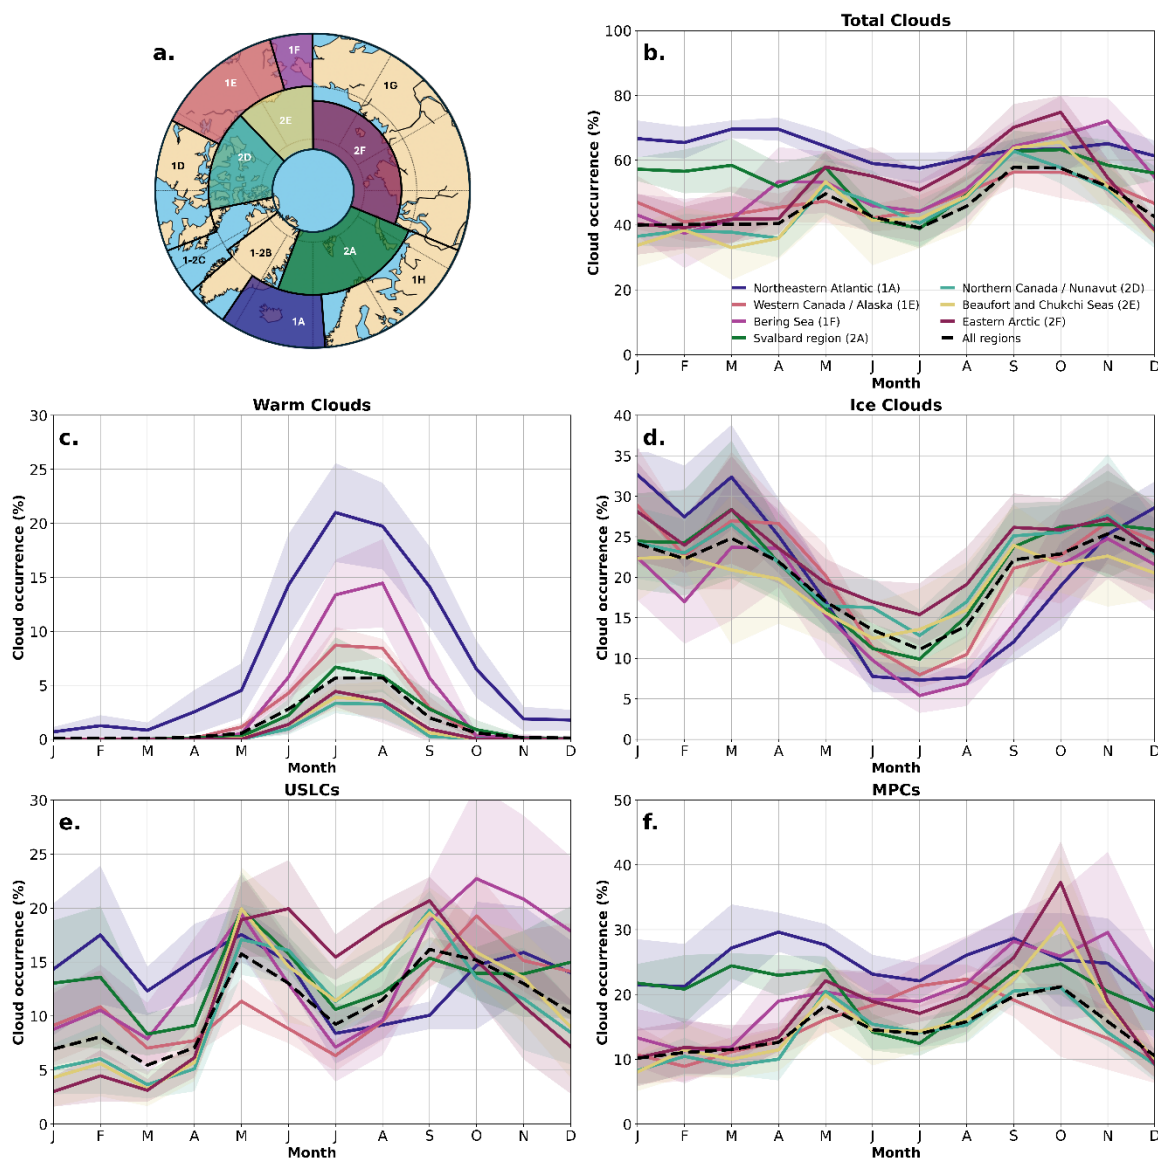 a.
1F
1E
1G
2E
2F
2D
1D
1-2B
1-2C
2A
1H
1A
Total Clouds
b.
Cloud occurrence (%)
100
80
60
40
20
0
Northeastern Atlantic (1A)
Western Canada / Alaska (1E)
Bering Sea (1F)
Svalbard region (2A)
Northern Canada / Nunavut (2D)
Beaufort and Chukchi Seas (2E)
Eastern Arctic (2F)
All regions
J F M A M J J A S O N D
Month
Warm Clouds
c.
Cloud occurrence (%)
30
25
20
15
10
5
0
J F M A M J J A S O N D
Month
Ice Clouds
d.
Cloud occurrence (%)
40
35
30
25
20
15
10
5
0
J F M A M J J A S O N D
Month
USLCs
e.
Cloud occurrence (%)
30
25
20
15
10
5
0
J F M A M J J A S O N D
Month
MPCs
f.
Cloud occurrence (%)
50
40
30
20
10
0
J F M A M J J A S O N D
Month